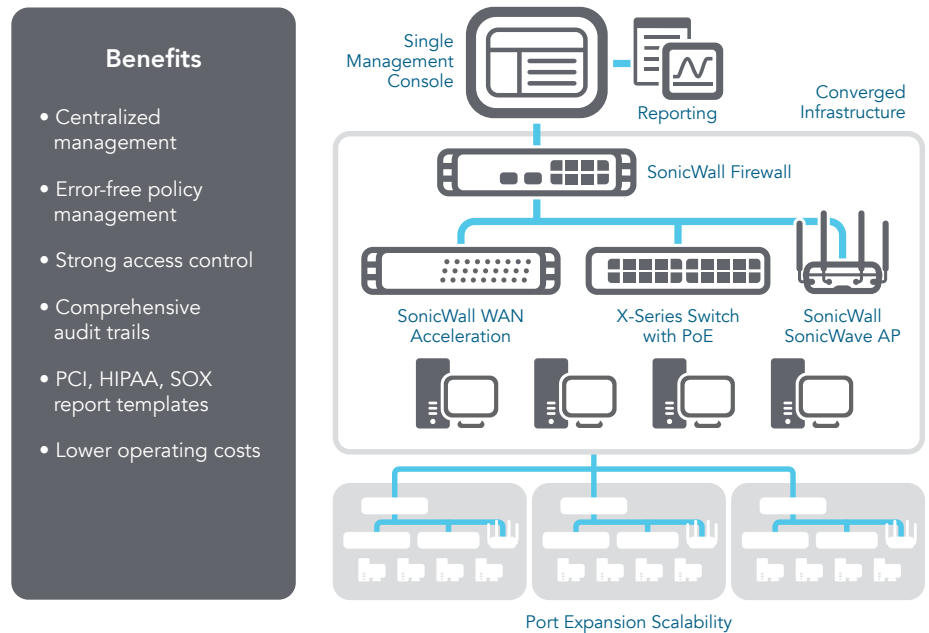 Benefits
• Centralized
management
• Error-free policy
management
• Strong access control
• Comprehensive
audit trails
• PCI, HIPAA, SOX
report templates
• Lower operating costs
Single
Management
Console
Reporting
Converged
Infrastructure
SonicWall Firewall
SonicWall WAN
Acceleration
X-Series Switch
with PoE
SonicWall
SonicWave AP
Port Expansion Scalability